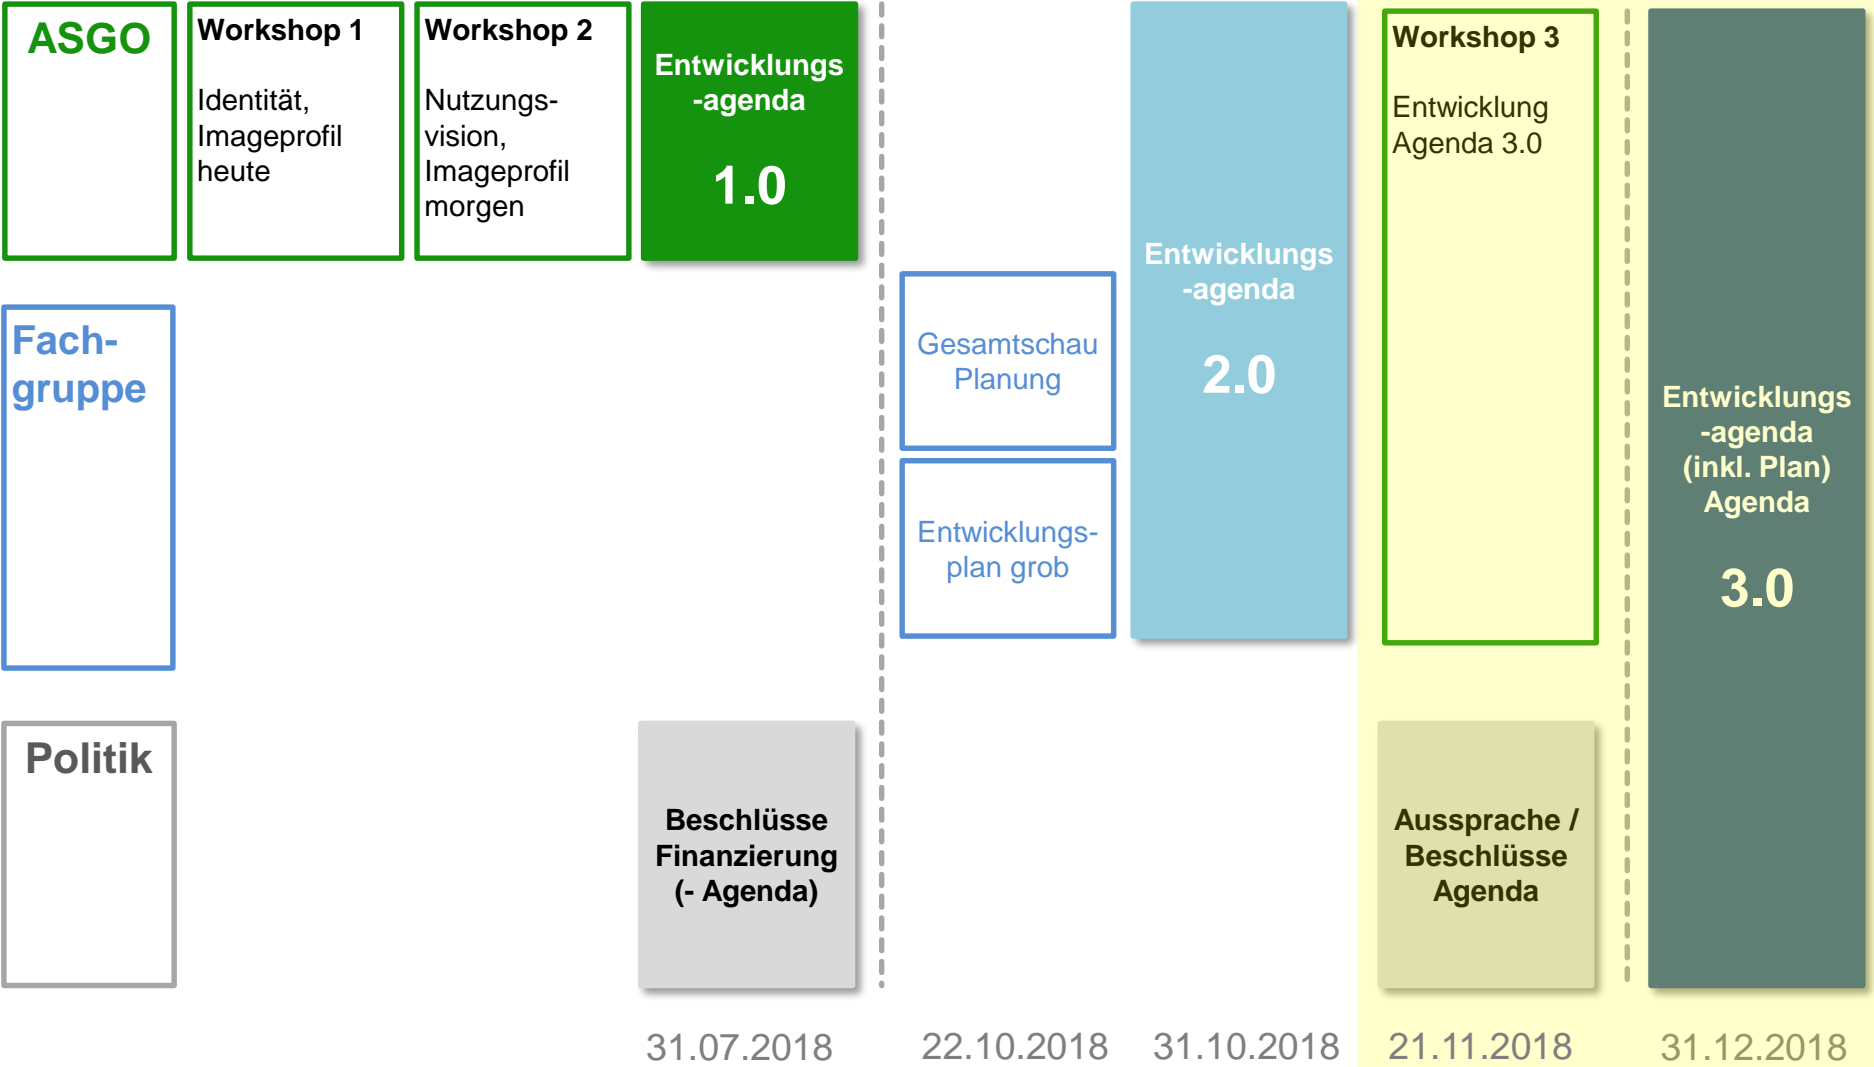 ASGO
Workshop 1
Identität,
Imageprofil
heute
Workshop 2
Nutzungs-
vision,
Imageprofil
morgen
Entwicklungs
-agenda
1.0
Entwicklungs
-agenda
2.0
Workshop 3
Entwicklung
Agenda 3.0
Entwicklungs
-agenda
(inkl. Plan)
Agenda
3.0
Fach-
gruppe
Gesamtschau
Planung
Entwicklungs-
plan grob
Politik
Beschlüsse
Finanzierung
(- Agenda)
Aussprache /
Beschlüsse
Agenda
31.07.2018
22.10.2018
31.10.2018
21.11.2018
31.12.2018